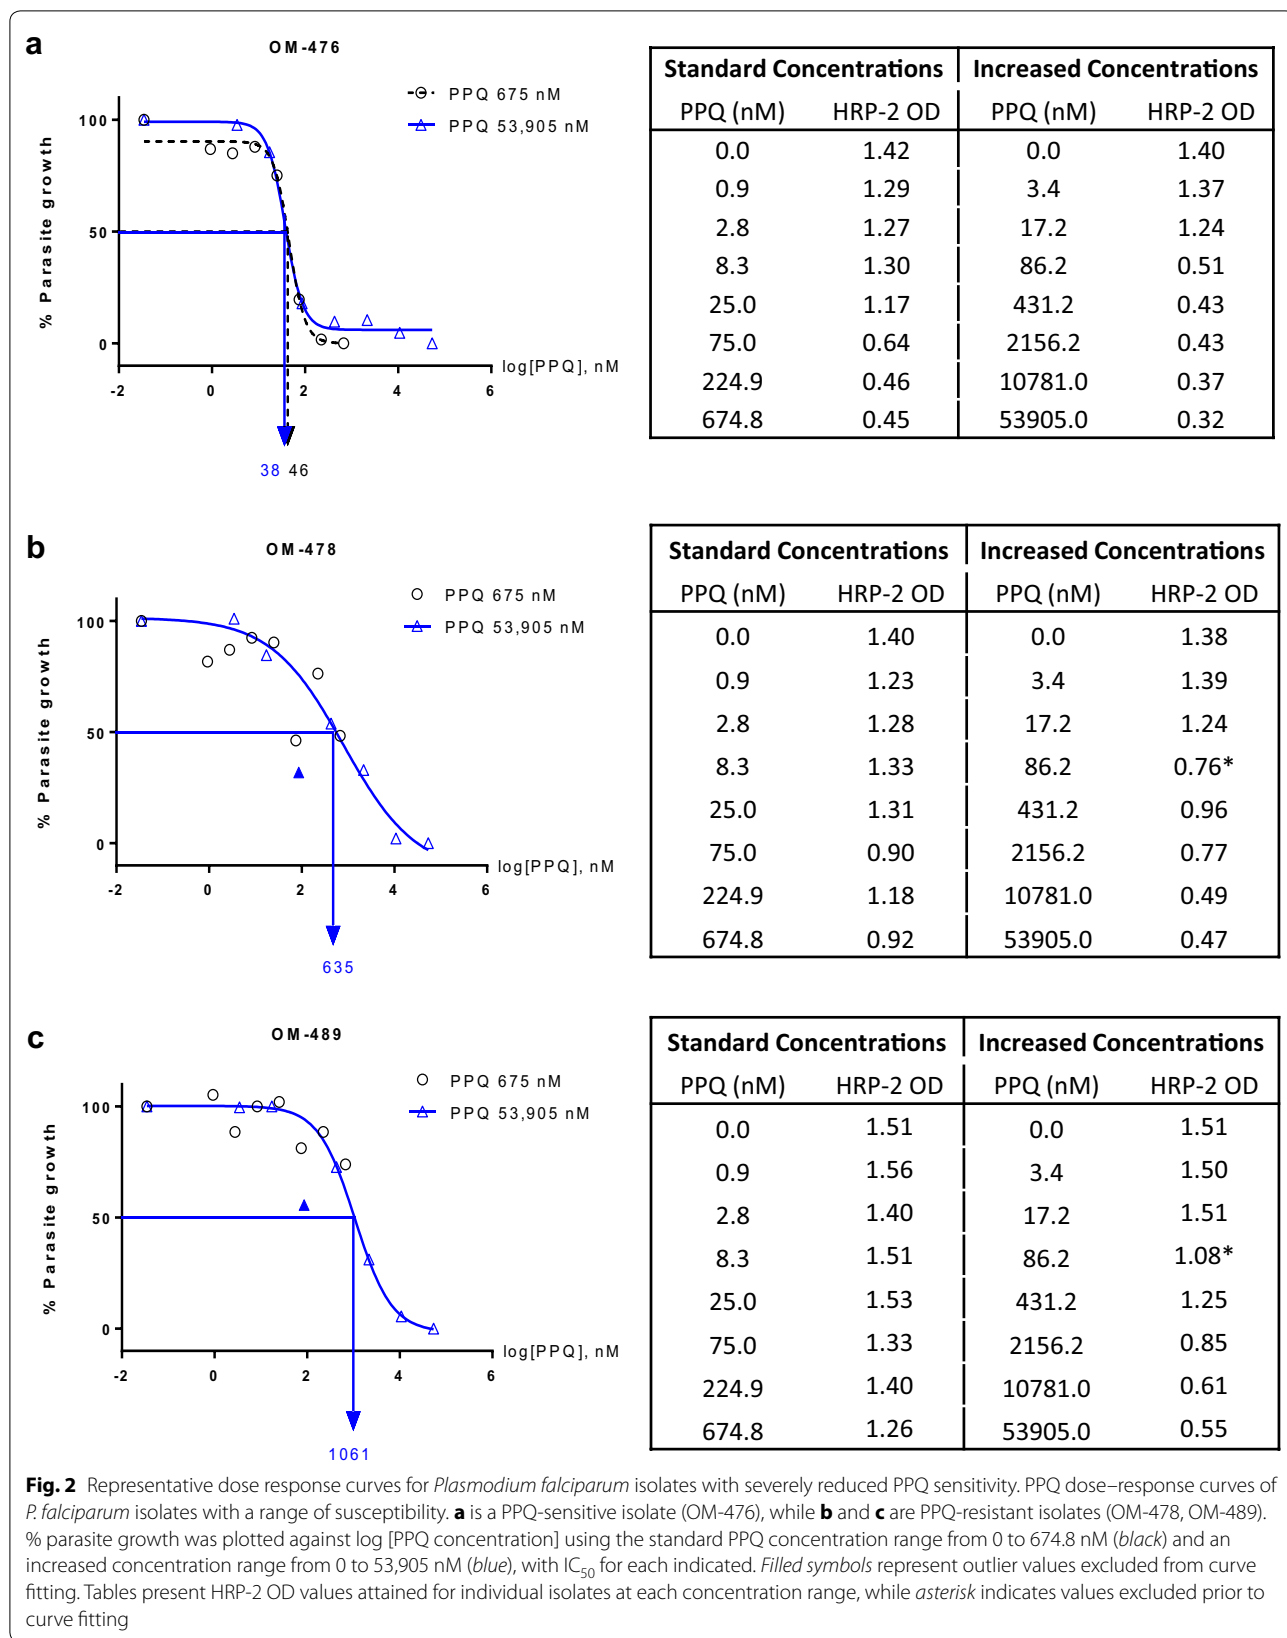 a
OM-476
PPQ 675 nM
PPQ 53,905 nM
% Parasite growth
100
50
0
-2 0 2 4 6
log[PPQ], nM
38 46
Standard Concentrations Increased Concentrations
PPQ (nM) HRP-2 OD PPQ (nM) HRP-2 OD
0.0 1.42 0.0 1.40
0.9 1.29 3.4 1.37
2.8 1.27 17.2 1.24
8.3 1.30 86.2 0.51
25.0 1.17 431.2 0.43
75.0 0.64 2156.2 0.43
224.9 0.46 10781.0 0.37
674.8 0.45 53905.0 0.32
b
OM-478
PPQ 675 nM
PPQ 53,905 nM
% Parasite growth
100
50
0
-2 0 2 4 6
log[PPQ], nM
635
Standard Concentrations Increased Concentrations
PPQ (nM) HRP-2 OD PPQ (nM) HRP-2 OD
0.0 1.40 0.0 1.38
0.9 1.23 3.4 1.39
2.8 1.28 17.2 1.24
8.3 1.33 86.2 0.76*
25.0 1.31 431.2 0.96
75.0 0.90 2156.2 0.77
224.9 1.18 10781.0 0.49
674.8 0.92 53905.0 0.47
c
OM-489
PPQ 675 nM
PPQ 53,905 nM
% Parasite growth
100
50
0
-2 0 2 4 6
log[PPQ], nM
1061
Standard Concentrations Increased Concentrations
PPQ (nM) HRP-2 OD PPQ (nM) HRP-2 OD
0.0 1.51 0.0 1.51
0.9 1.56 3.4 1.50
2.8 1.40 17.2 1.51
8.3 1.51 86.2 1.08*
25.0 1.53 431.2 1.25
75.0 1.33 2156.2 0.85
224.9 1.40 10781.0 0.61
674.8 1.26 53905.0 0.55
Fig. 2 Representative dose response curves for Plasmodium falciparum isolates with severely reduced PPQ sensitivity. PPQ dose–response curves of
P. falciparum isolates with a range of susceptibility. a is a PPQ-sensitive isolate (OM-476), while b and c are PPQ-resistant isolates (OM-478, OM-489).
% parasite growth was plotted against log [PPQ concentration] using the standard PPQ concentration range from 0 to 674.8 nM (black) and an
increased concentration range from 0 to 53,905 nM (blue), with IC50 for each indicated. Filled symbols represent outlier values excluded from curve
fitting. Tables present HRP-2 OD values attained for individual isolates at each concentration range, while asterisk indicates values excluded prior to
curve fitting